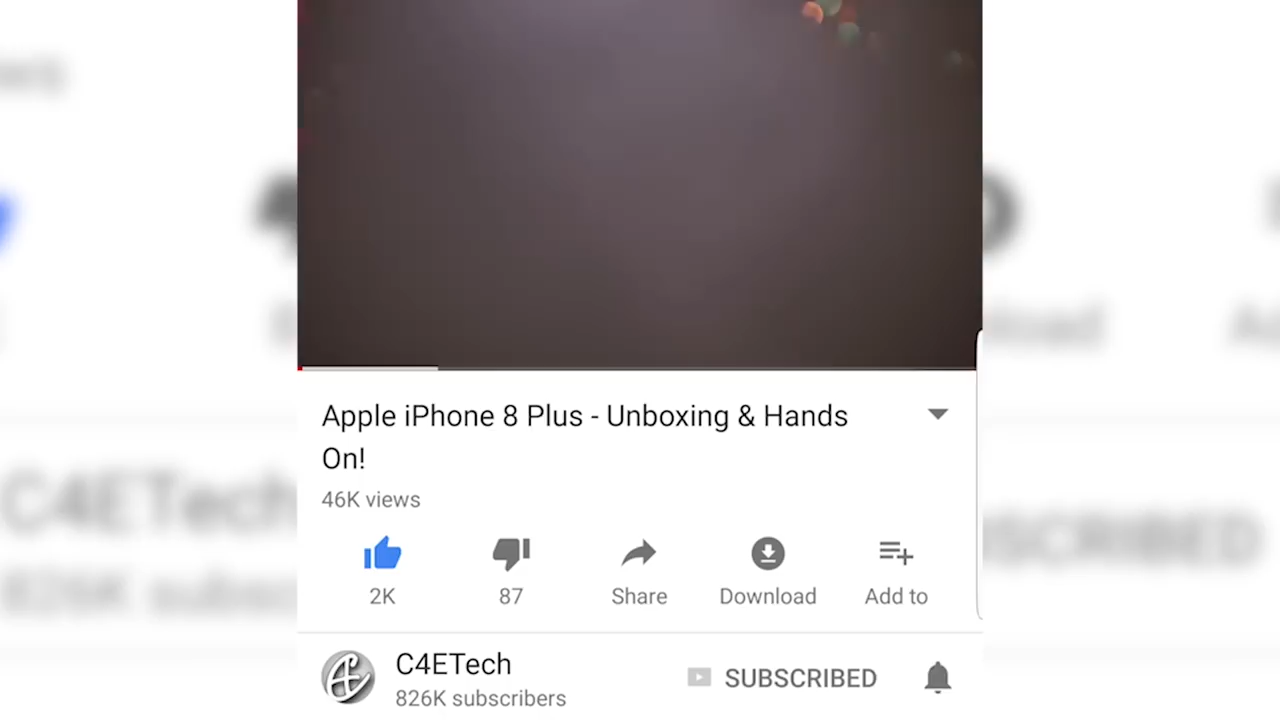 Apple iPhone 8 Plus - Unboxing & Hands
On!
46K views
2K
87
Share
Download
Add to
C4ETech
826K subscribers
SUBSCRIBED